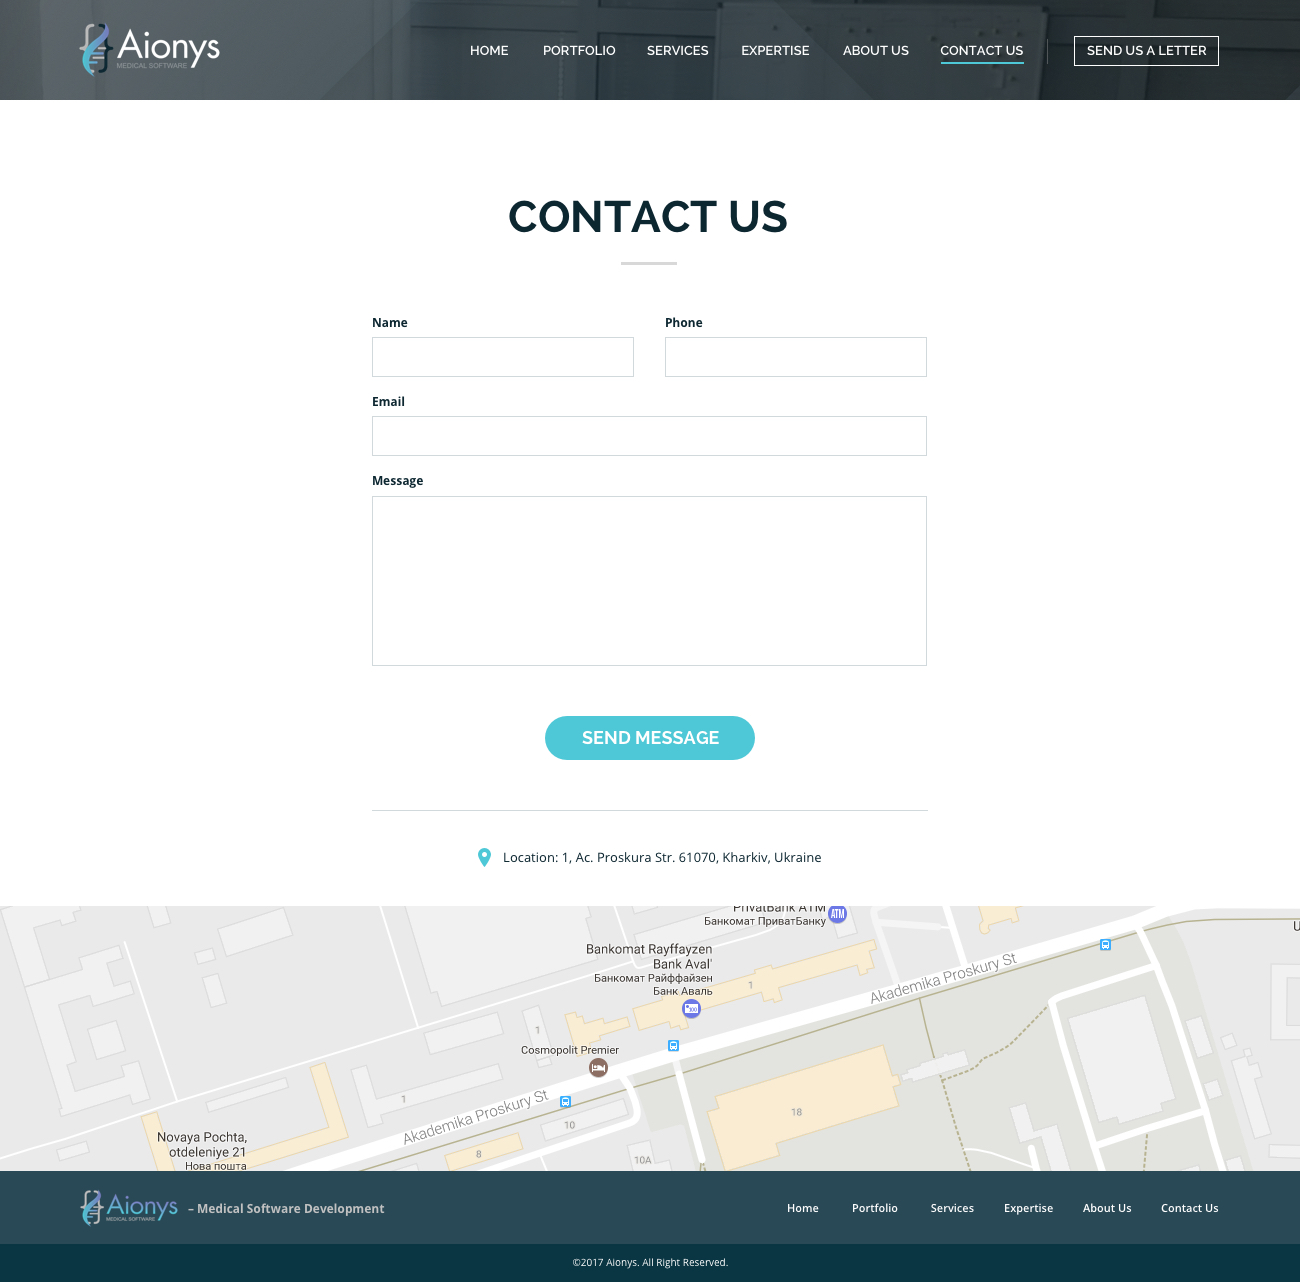 Aionys
MEDICAL SOFTWARE
HOME PORTFOLIO SERVICES EXPERTISE ABOUT US CONTACT US SEND US A LETTER
CONTACT US
Name Phone
Email
Message
SEND MESSAGE
Location: 1, Ac. Proskura Str. 61070, Kharkiv, Ukraine
PrivatBank ATM
Банкомат ПриватБанку
ATM
U
Bankomat Rayffayzen
Bank Aval'
Банкомат Райффайзен
Банк Аваль
1
Akademika Proskury St
1
Cosmopolit Premier
1
Akademika Proskury St
10
18
8
10A
Novaya Pochta,
otdeleniye 21
Нова пошта
Aionys
MEDICAL SOFTWARE
– Medical Software Development
Home Portfolio Services Expertise About Us Contact Us
©2017 Aionys. All Right Reserved.